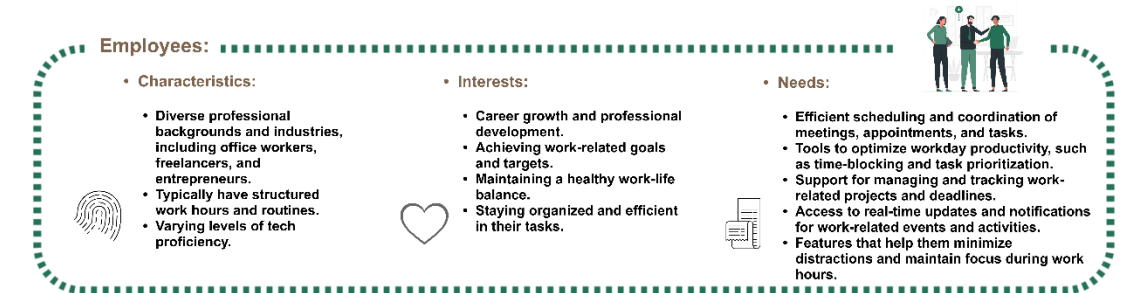 Employees:
• Characteristics:
• Diverse professional
backgrounds and industries,
including office workers,
freelancers, and
entrepreneurs.
• Typically have structured
work hours and routines.
• Varying levels of tech
proficiency.
• Interests:
• Career growth and professional
development.
• Achieving work-related goals
and targets.
• Maintaining a healthy work-life
balance.
• Staying organized and efficient
in their tasks.
• Needs:
• Efficient scheduling and coordination of
meetings, appointments, and tasks.
• Tools to optimize workday productivity, such
as time-blocking and task prioritization.
• Support for managing and tracking work-
related projects and deadlines.
• Access to real-time updates and notifications
for work-related events and activities.
• Features that help them minimize
distractions and maintain focus during work
hours.